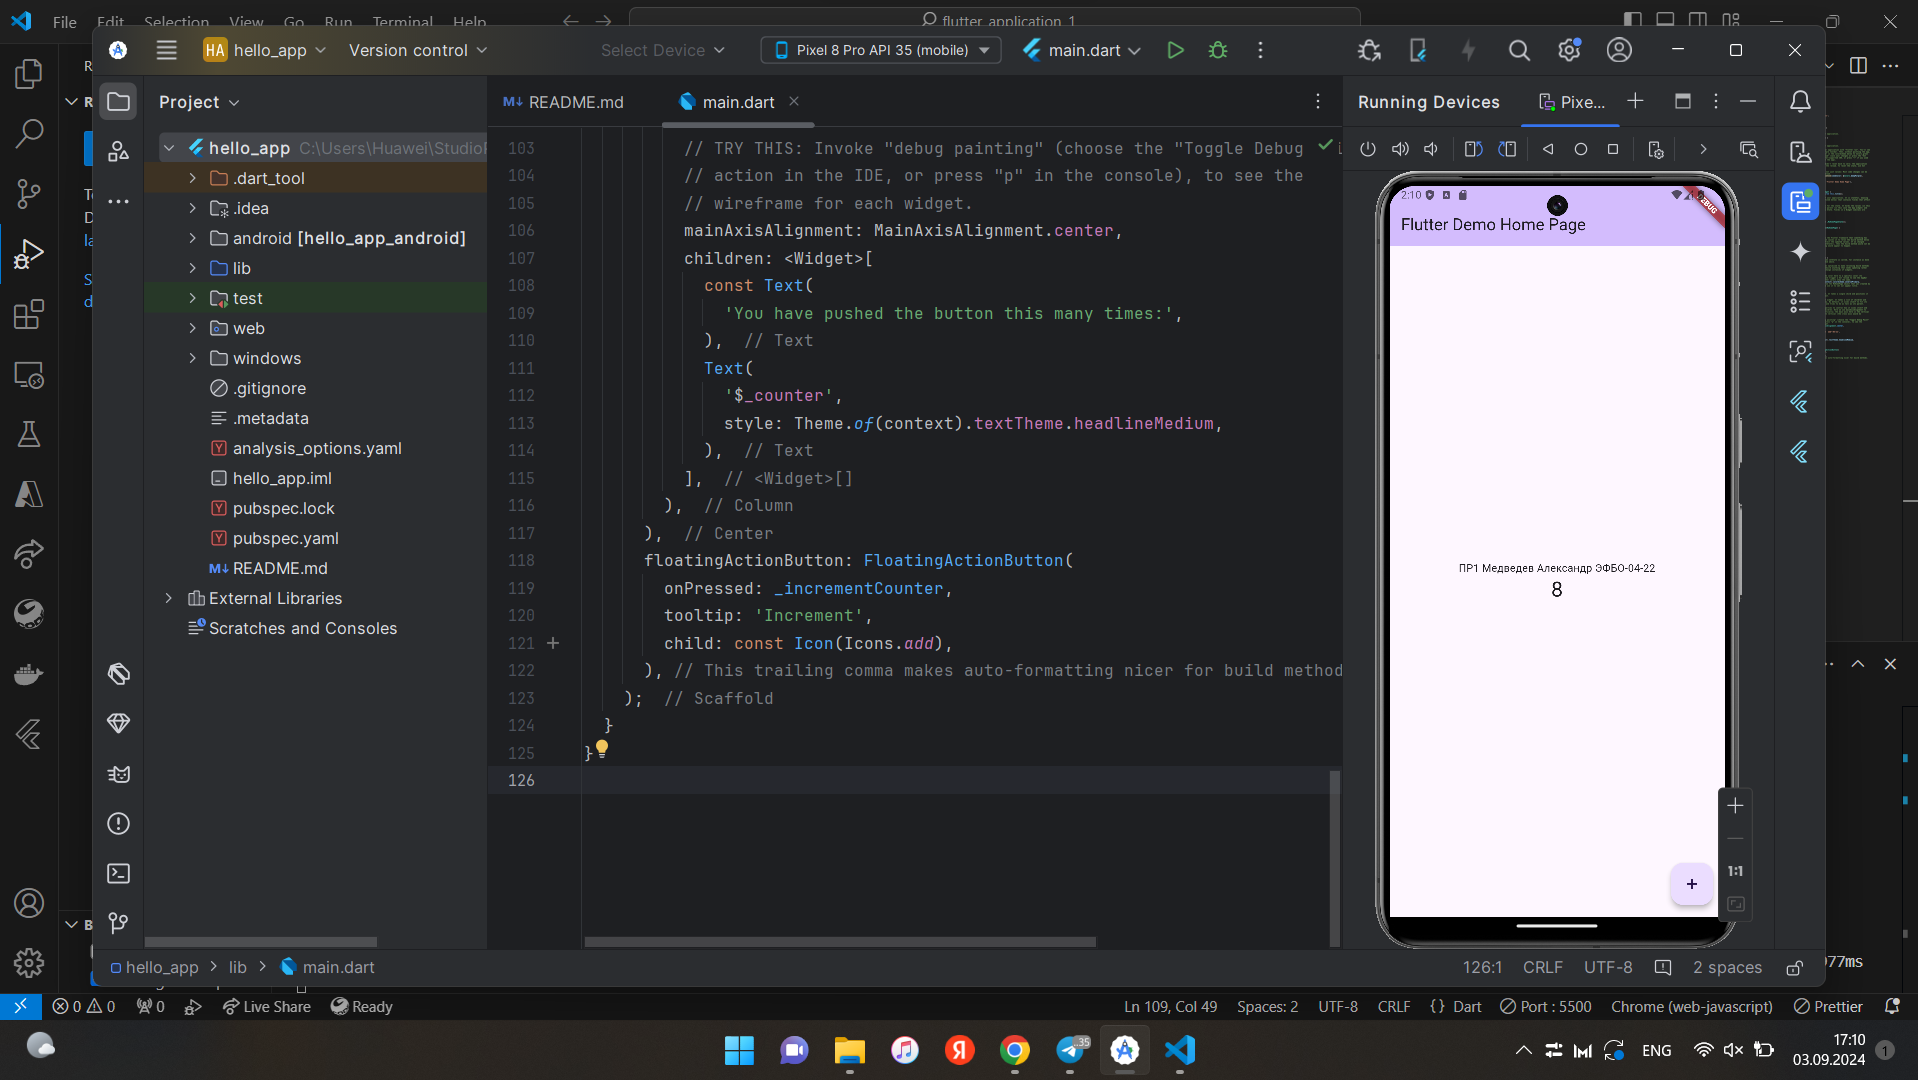 File Edit Selection View Go Run Terminal Help
flutter_application_1
HA hello_app
Version control
Select Device
Pixel 8 Pro API 35 (mobile)
main.dart
Project
hello_app C:\Users\Huawei\Studio
.dart_tool
.idea
android [hello_app_android]
lib
test
web
windows
.gitignore
.metadata
analysis_options.yaml
hello_app.iml
pubspec.lock
pubspec.yaml
README.md
External Libraries
Scratches and Consoles
README.md
main.dart
103 // TRY THIS: Invoke "debug painting" (choose the "Toggle Debug
104 // action in the IDE, or press "p" in the console), to see the
105 // wireframe for each widget.
106 mainAxisAlignment: MainAxisAlignment.center,
107 children: <Widget>[
108 const Text(
109 'You have pushed the button this many times:',
110 ), // Text
111 Text(
112 '$_counter',
113 style: Theme.of(context).textTheme.headlineMedium,
114 ), // Text
115 ], // <Widget>[]
116 ), // Column
117 ), // Center
118 floatingActionButton: FloatingActionButton(
119 onPressed: _incrementCounter,
120 tooltip: 'Increment',
121 child: const Icon(Icons.add),
122 ), // This trailing comma makes auto-formatting nicer for build method
123 ); // Scaffold
124 }
125 }
126
Running Devices
Pixe...
2:10
Flutter Demo Home Page
ПР1 Медведев Александр ЭФБО-04-22
8
+
1:1
hello_app > lib > main.dart
126:1 CRLF UTF-8 2 spaces
077ms
0 0 0 Live Share Ready
Ln 109, Col 49 Spaces: 2 UTF-8 CRLF {} Dart Port : 5500 Chrome (web-javascript) Prettier
35
ENG
17:10
03.09.2024
1